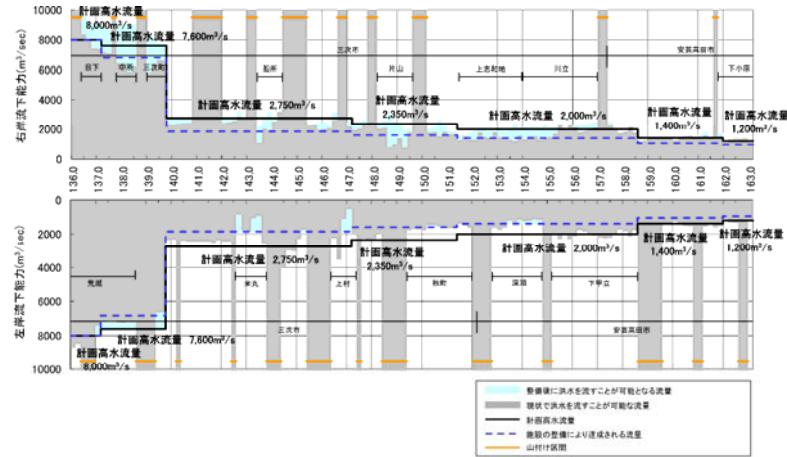 計画高水流量
8,000m³/s
計画高水流量 7,600m³/s
三次市
安芸高田市
日下
三次町
片山
上志和地
川立
下小原
計画高水流量 2,750m³/s
計画高水流量
2,350m³/s
計画高水流量 2,000m³/s
計画高水流量
1,400m³/s
計画高水流量
1,200m³/s
右岸流下能力(m³/sec)
10000
8000
6000
4000
2000
0
136.0
137.0
138.0
139.0
140.0
141.0
142.0
143.0
144.0
145.0
146.0
147.0
148.0
149.0
150.0
151.0
152.0
153.0
154.0
155.0
156.0
157.0
158.0
159.0
160.0
161.0
162.0
163.0
左岸流下能力(m³/sec)
0
2000
4000
6000
8000
10000
計画高水流量 2,750m³/s
計画高水流量
2,350m³/s
計画高水流量 2,000m³/s
計画高水流量
1,400m³/s
計画高水流量
1,200m³/s
米丸
上村
秋町
下甲立
三次市
安芸高田市
計画高水流量 7,600m³/s
計画高水流量
8,000m³/s
整備後に洪水を流すことが可能となる流量
現状で洪水を流すことが可能な流量
計画高水流量
施設の整備により達成される流量
山付け区間